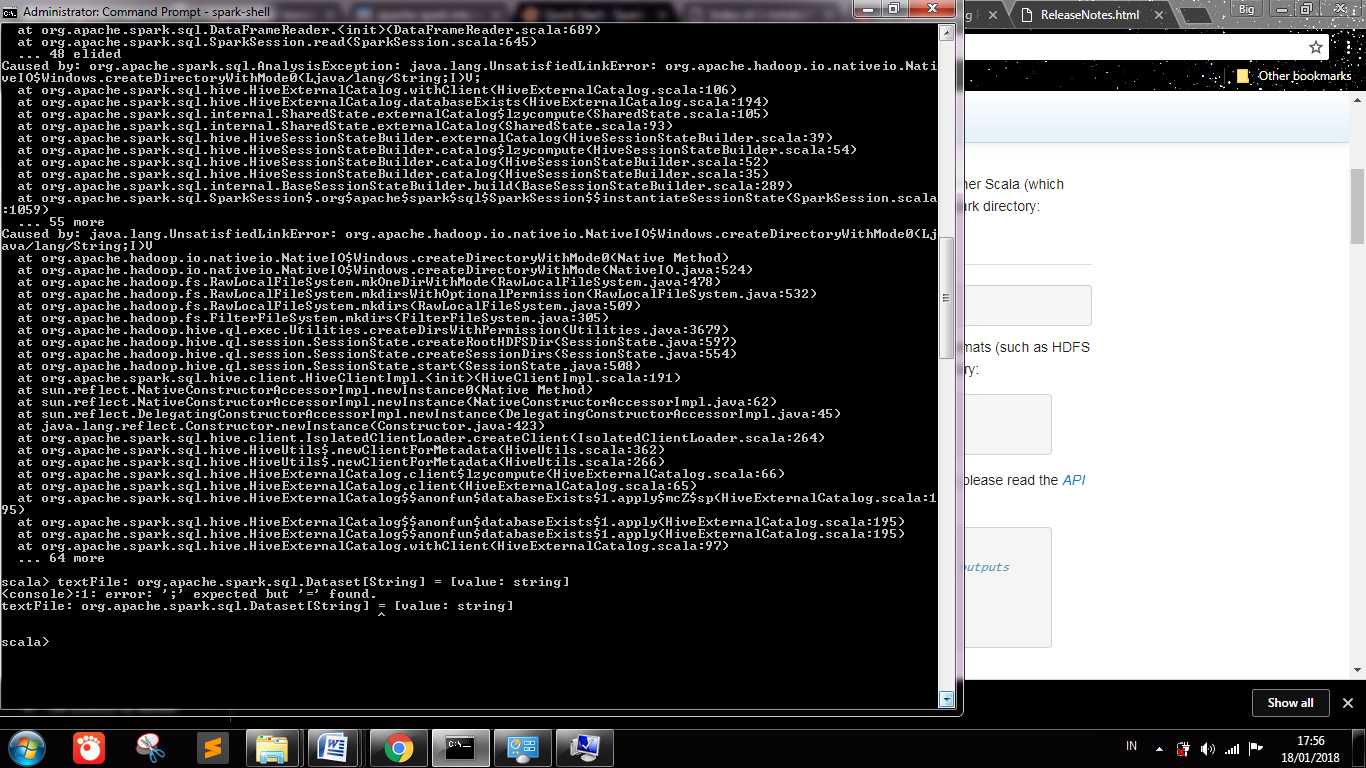 Administrator: Command Prompt - spark-shell
at org.apache.spark.sql.DataFrameReader.<init>(DataFrameReader.scala:689)
at org.apache.spark.sql.SparkSession.read(SparkSession.scala:645)
... 48 elided
Caused by: org.apache.spark.sql.AnalysisException: java.lang.UnsatisfiedLinkError: org.apache.hadoop.io.nativeio.Nati
veIO$Windows.createDirectoryWithMode0(Ljava/lang/String;I)V;
at org.apache.spark.sql.hive.HiveExternalCatalog.withClient(HiveExternalCatalog.scala:106)
at org.apache.spark.sql.hive.HiveExternalCatalog.databaseExists(HiveExternalCatalog.scala:194)
at org.apache.spark.sql.internal.SharedState.externalCatalog$lzycompute(SharedState.scala:105)
at org.apache.spark.sql.internal.SharedState.externalCatalog(SharedState.scala:93)
at org.apache.spark.sql.hive.HiveSessionStateBuilder.externalCatalog(HiveSessionStateBuilder.scala:39)
at org.apache.spark.sql.hive.HiveSessionStateBuilder.catalog$lzycompute(HiveSessionStateBuilder.scala:54)
at org.apache.spark.sql.hive.HiveSessionStateBuilder.catalog(HiveSessionStateBuilder.scala:52)
at org.apache.spark.sql.hive.HiveSessionStateBuilder.catalog(HiveSessionStateBuilder.scala:35)
at org.apache.spark.sql.internal.BaseSessionStateBuilder.build(BaseSessionStateBuilder.scala:289)
at org.apache.spark.sql.SparkSession$.org$apache$spark$sql$SparkSession$$instantiateSessionState(SparkSession.scala
:1059)
... 55 more
Caused by: java.lang.UnsatisfiedLinkError: org.apache.hadoop.io.nativeio.NativeIO$Windows.createDirectoryWithMode0(Lj
ava/lang/String;I)V
at org.apache.hadoop.io.nativeio.NativeIO$Windows.createDirectoryWithMode0(Native Method)
at org.apache.hadoop.io.nativeio.NativeIO$Windows.createDirectoryWithMode(NativeIO.java:524)
at org.apache.hadoop.fs.RawLocalFileSystem.mkOneDirWithMode(RawLocalFileSystem.java:478)
at org.apache.hadoop.fs.RawLocalFileSystem.mkdirsWithOptionalPermission(RawLocalFileSystem.java:532)
at org.apache.hadoop.fs.RawLocalFileSystem.mkdirs(RawLocalFileSystem.java:509)
at org.apache.hadoop.fs.FilterFileSystem.mkdirs(FilterFileSystem.java:305)
at org.apache.hadoop.hive.ql.exec.Utilities.createDirsWithPermission(Utilities.java:3679)
at org.apache.hadoop.hive.ql.session.SessionState.createRootHDFSDir(SessionState.java:597)
at org.apache.hadoop.hive.ql.session.SessionState.createSessionDirs(SessionState.java:554)
at org.apache.hadoop.hive.ql.session.SessionState.start(SessionState.java:508)
at org.apache.spark.sql.hive.client.HiveClientImpl.<init>(HiveClientImpl.scala:191)
at sun.reflect.NativeConstructorAccessorImpl.newInstance0(Native Method)
at sun.reflect.NativeConstructorAccessorImpl.newInstance(NativeConstructorAccessorImpl.java:62)
at sun.reflect.DelegatingConstructorAccessorImpl.newInstance(DelegatingConstructorAccessorImpl.java:45)
at java.lang.reflect.Constructor.newInstance(Constructor.java:423)
at org.apache.spark.sql.hive.client.IsolatedClientLoader.createClient(IsolatedClientLoader.scala:264)
at org.apache.spark.sql.hive.HiveUtils$.newClientForMetadata(HiveUtils.scala:362)
at org.apache.spark.sql.hive.HiveUtils$.newClientForMetadata(HiveUtils.scala:266)
at org.apache.spark.sql.hive.HiveExternalCatalog.client$lzycompute(HiveExternalCatalog.scala:66)
at org.apache.spark.sql.hive.HiveExternalCatalog.client(HiveExternalCatalog.scala:65)
at org.apache.spark.sql.hive.HiveExternalCatalog$$anonfun$databaseExists$1.apply$mcZ$sp(HiveExternalCatalog.scala:1
95)
at org.apache.spark.sql.hive.HiveExternalCatalog$$anonfun$databaseExists$1.apply(HiveExternalCatalog.scala:195)
at org.apache.spark.sql.hive.HiveExternalCatalog$$anonfun$databaseExists$1.apply(HiveExternalCatalog.scala:195)
at org.apache.spark.sql.hive.HiveExternalCatalog.withClient(HiveExternalCatalog.scala:97)
... 64 more
scala> textFile: org.apache.spark.sql.Dataset[String] = [value: string]
<console>:1: error: ';' expected but '=' found.
textFile: org.apache.spark.sql.Dataset[String] = [value: string]
^
scala>
ReleaseNotes.html
Big
Other bookmarks
her Scala (which
ark directory:
mats (such as HDFS
ry:
please read the API
outputs
Show all
IN
17:56
18/01/2018